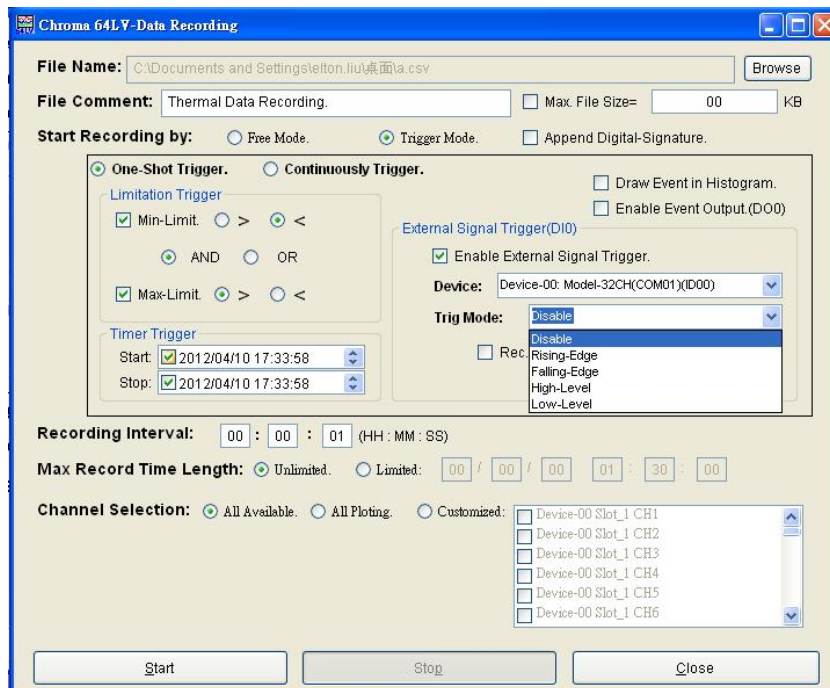 Chroma 64LV-Data Recording
File Name: C:\Documents and Settings\elton.liu\桌面\a.csv Browse
File Comment: Thermal Data Recording. Max. File Size= 00 KB
Start Recording by: Free Mode. Trigger Mode. Append Digital-Signature.
One-Shot Trigger. Continuously Trigger.
Draw Event in Histogram.
Enable Event Output.(DO0)
Limitation Trigger
Min-Limit. > <
AND OR
Max-Limit. > <
External Signal Trigger(DI0)
Enable External Signal Trigger.
Device: Device-00: Model-32CH(COM01)(ID00)
Trig Mode: Disable
Disable
Rising-Edge
Falling-Edge
High-Level
Low-Level
Rec.
Timer Trigger
Start: 2012/04/10 17:33:58
Stop: 2012/04/10 17:33:58
Recording Interval: 00 : 00 : 01 (HH : MM : SS)
Max Record Time Length: Unlimited. Limited: 00 / 00 / 00 01 : 30 : 00
Channel Selection: All Available. All Ploting. Customized:
Device-00 Slot_1 CH1
Device-00 Slot_1 CH2
Device-00 Slot_1 CH3
Device-00 Slot_1 CH4
Device-00 Slot_1 CH5
Device-00 Slot_1 CH6
Start Stop Close